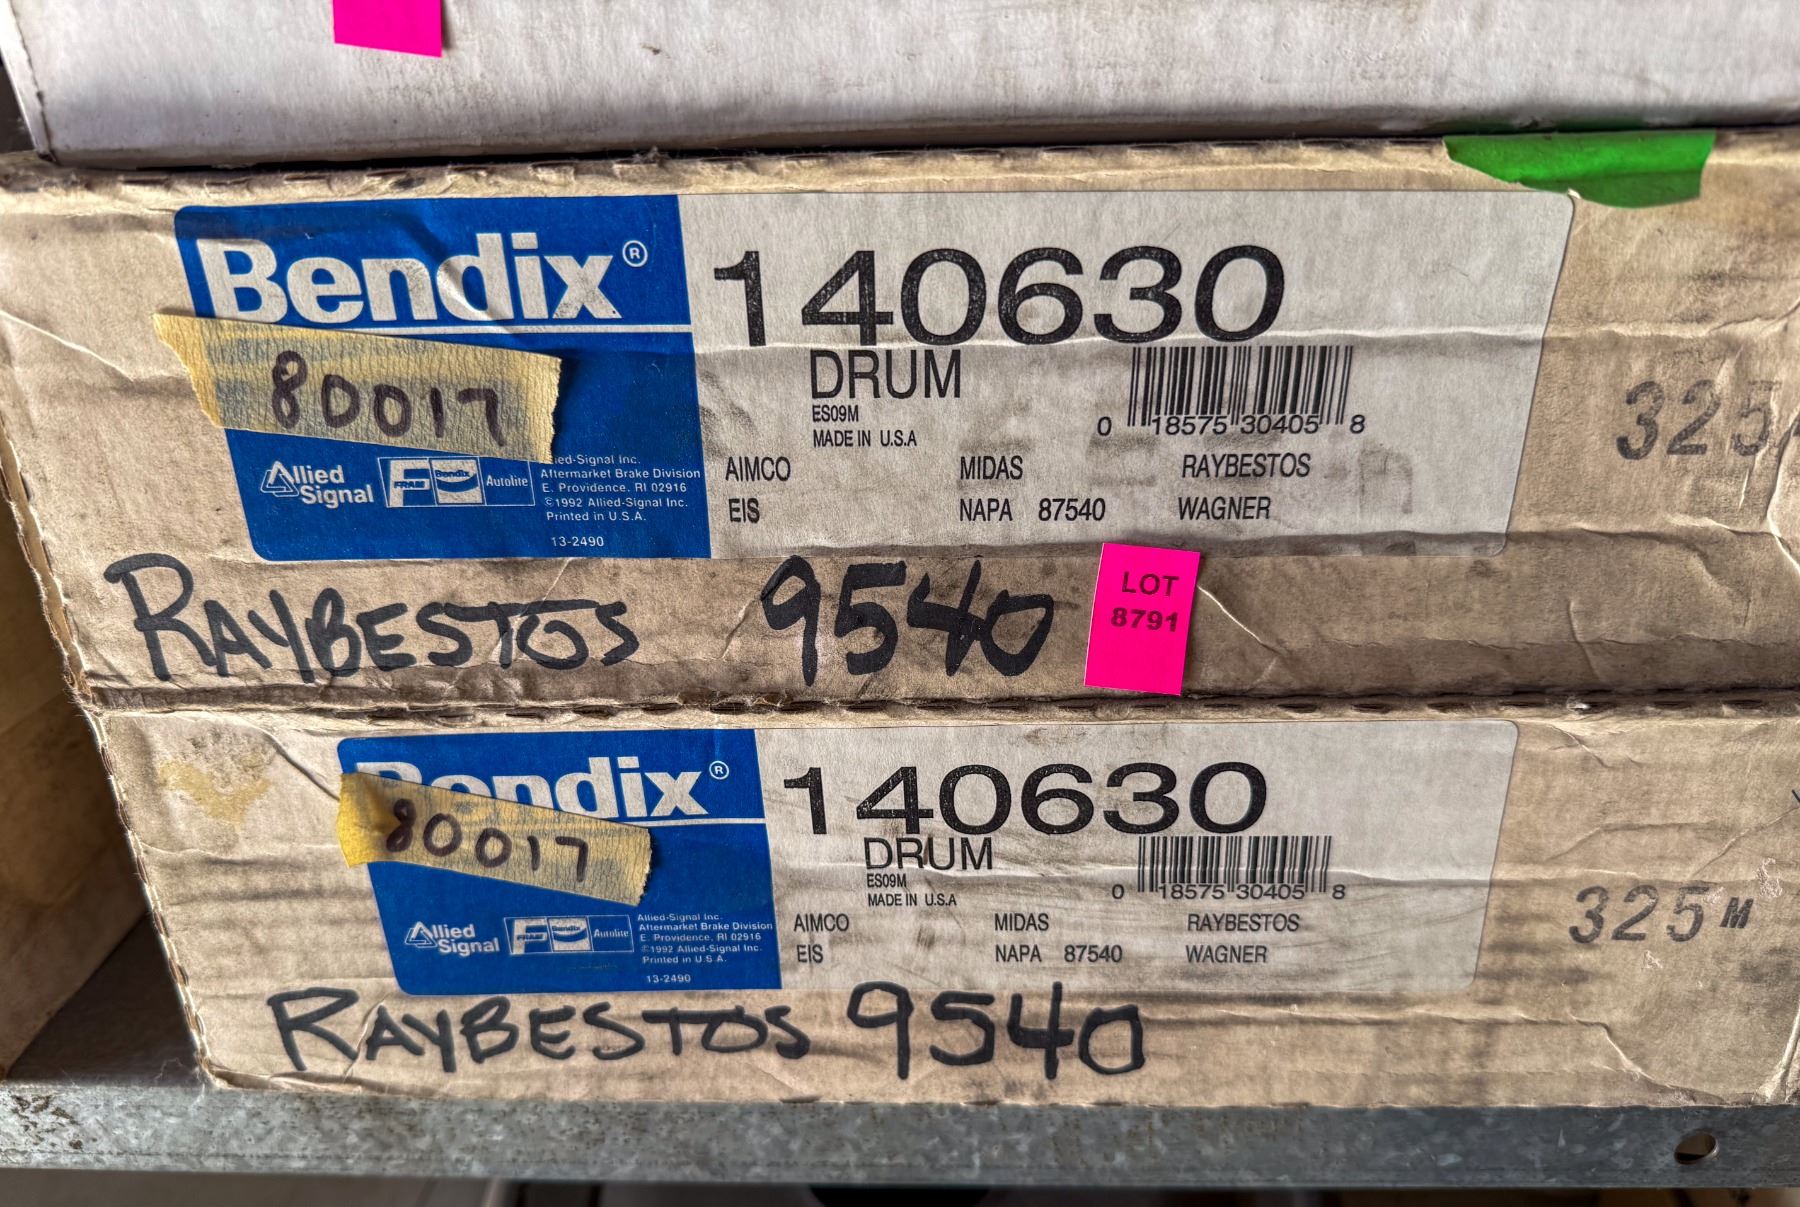 Bendix®
140630
80017
DRUM
ES09M
MADE IN U.S.A
0 18575 30405 8
325
Allied Signal
FRAM Bendix Autolite
Allied-Signal Inc.
Aftermarket Brake Division
E. Providence, RI 02916
©1992 Allied-Signal Inc.
Printed in U.S.A.
13-2490
AIMCO MIDAS RAYBESTOS
EIS NAPA 87540 WAGNER
RAYBESTOS 9540
LOT
8791
Bendix®
140630
80017
DRUM
ES09M
MADE IN U.S.A
0 18575 30405 8
325M
Allied Signal
FRAM Bendix Autolite
Allied-Signal Inc.
Aftermarket Brake Division
E. Providence, RI 02916
©1992 Allied-Signal Inc.
Printed in U.S.A.
13-2490
AIMCO MIDAS RAYBESTOS
EIS NAPA 87540 WAGNER
RAYBESTOS 9540